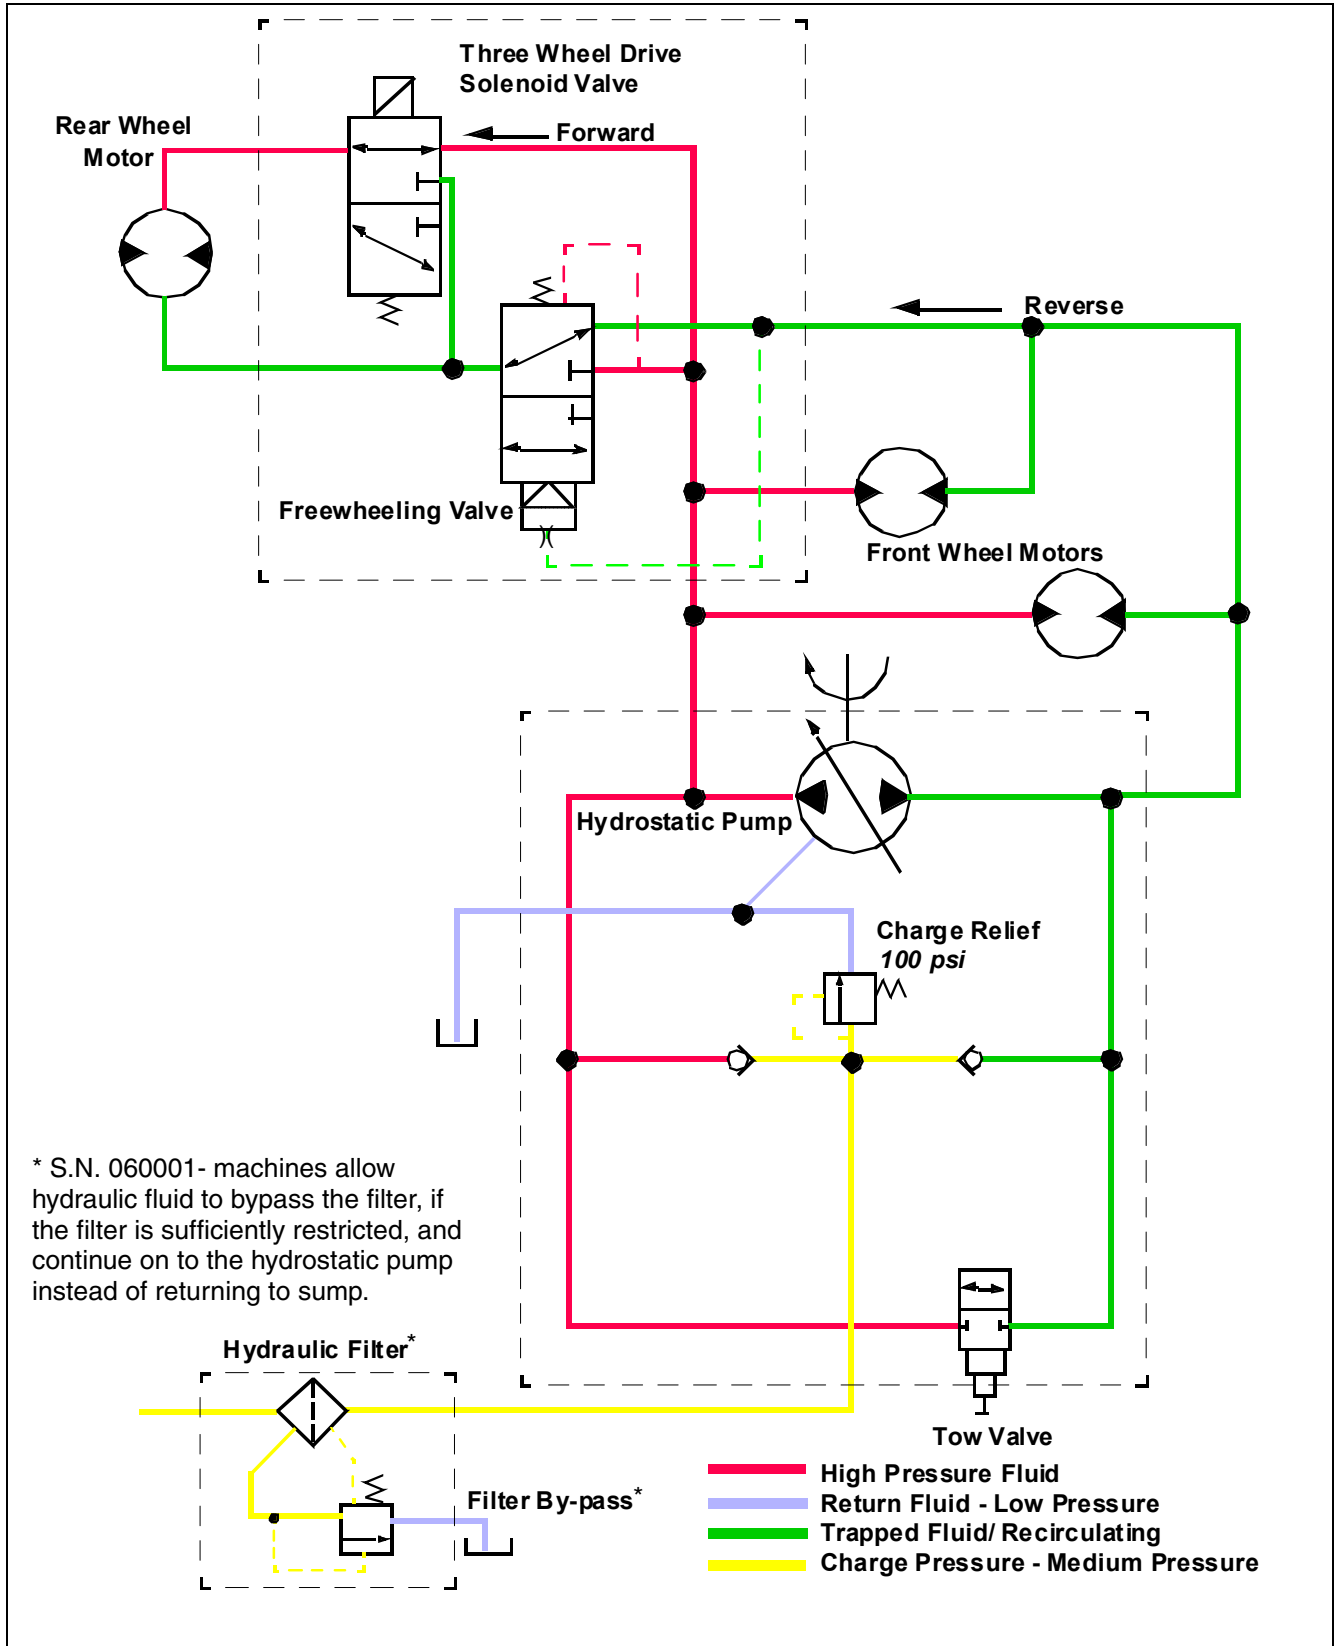 Three Wheel Drive
Solenoid Valve
Rear Wheel
Motor
Forward
Reverse
Freewheeling Valve
Front Wheel Motors
Hydrostatic Pump
Charge Relief
100 psi
* S.N. 060001- machines allow
hydraulic fluid to bypass the filter, if
the filter is sufficiently restricted, and
continue on to the hydrostatic pump
instead of returning to sump.
Hydraulic Filter*
Tow Valve
Filter By-pass*
High Pressure Fluid
Return Fluid - Low Pressure
Trapped Fluid/ Recirculating
Charge Pressure - Medium Pressure